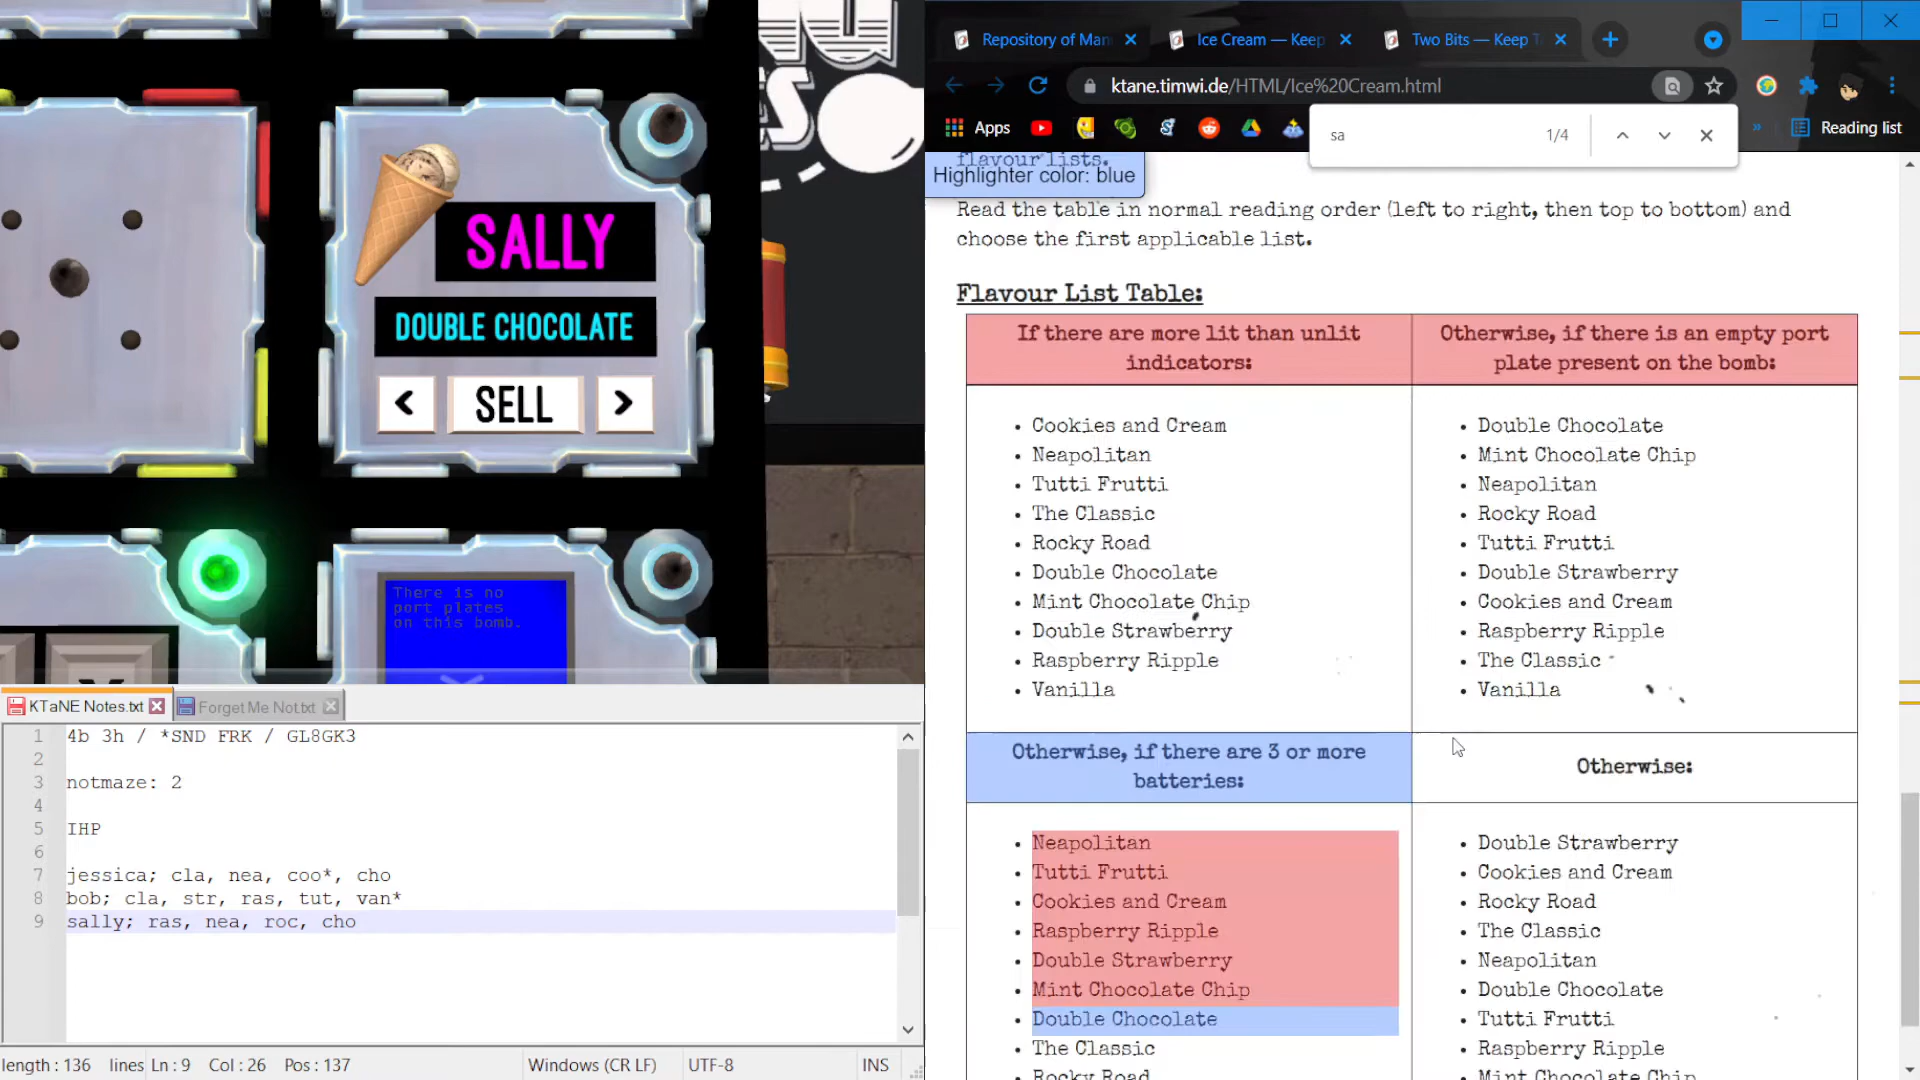 SALLY
DOUBLE CHOCOLATE
<
SELL
>
There is no
port plates
on this bomb.
KTaNE Notes.txt
Forget Me Not.txt
1 4b 3h / *SND FRK / GL8GK3
2
3 notmaze: 2
4
5 IHP
6
7 jessica; cla, nea, coo*, cho
8 bob; cla, str, ras, tut, van*
9 sally; ras, nea, roc, cho
length : 136 lines Ln : 9 Col : 26 Pos : 137 Windows (CR LF) UTF-8 INS
Repository of Man
Ice Cream — Keep
Two Bits — Keep T
ktane.timwi.de/HTML/Ice%20Cream.html
Apps
Reading list
sa 1/4
flavour lists.
Highlighter color: blue
Read the table in normal reading order (left to right, then top to bottom) and
choose the first applicable list.
Flavour List Table:
If there are more lit than unlit
indicators:
Otherwise, if there is an empty port
plate present on the bomb:
Cookies and Cream
Neapolitan
Tutti Frutti
The Classic
Rocky Road
Double Chocolate
Mint Chocolate Chip
Double Strawberry
Raspberry Ripple
Vanilla
Double Chocolate
Mint Chocolate Chip
Neapolitan
Rocky Road
Tutti Frutti
Double Strawberry
Cookies and Cream
Raspberry Ripple
The Classic
Vanilla
Otherwise, if there are 3 or more
batteries:
Otherwise:
Neapolitan
Tutti Frutti
Cookies and Cream
Raspberry Ripple
Double Strawberry
Mint Chocolate Chip
Double Chocolate
The Classic
Rocky Road
Double Strawberry
Cookies and Cream
Rocky Road
The Classic
Neapolitan
Double Chocolate
Tutti Frutti
Raspberry Ripple
Mint Chocolate Chip